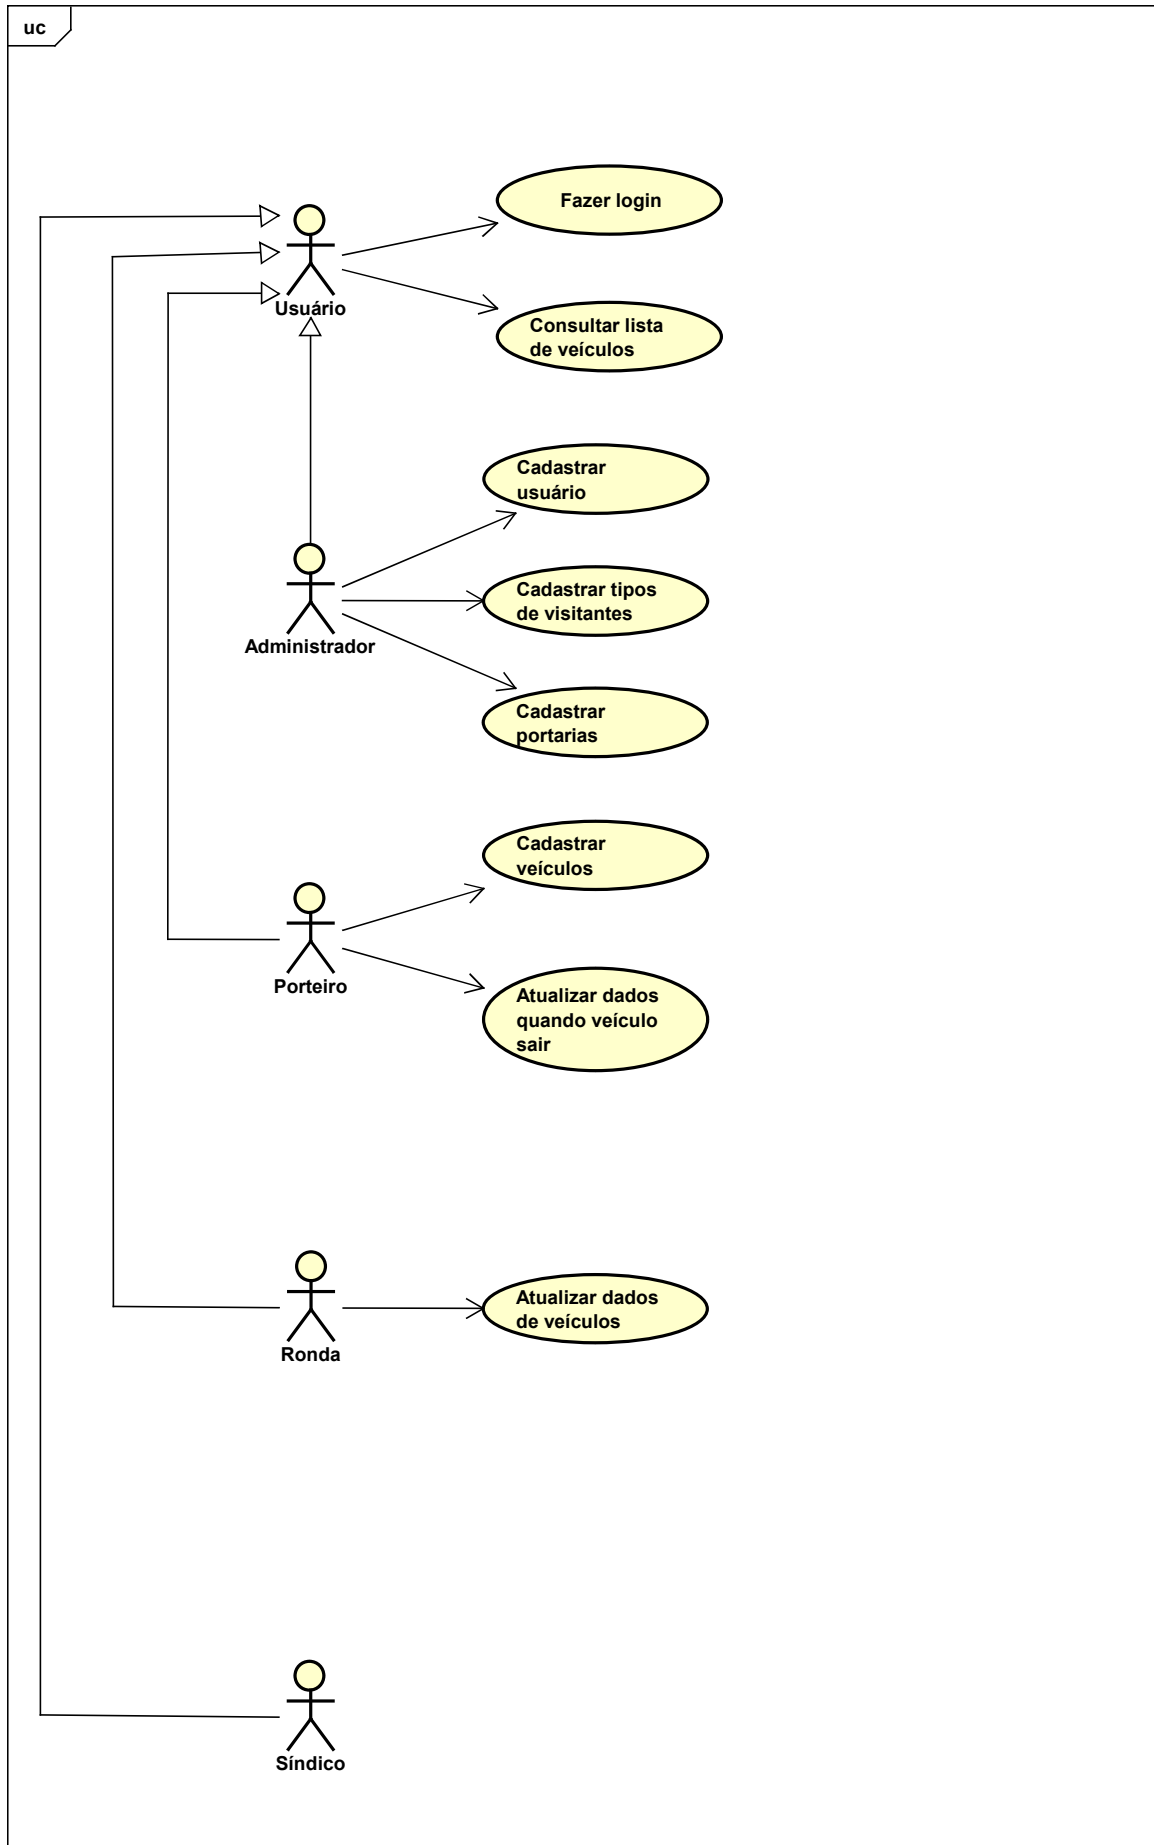 uc
Fazer login
Usuário
Consultar lista
de veículos
Cadastrar
usuário
Cadastrar tipos
de visitantes
Administrador
Cadastrar
portarias
Cadastrar
veículos
Porteiro
Atualizar dados
quando veículo
sair
Atualizar dados
de veículos
Ronda
Síndico